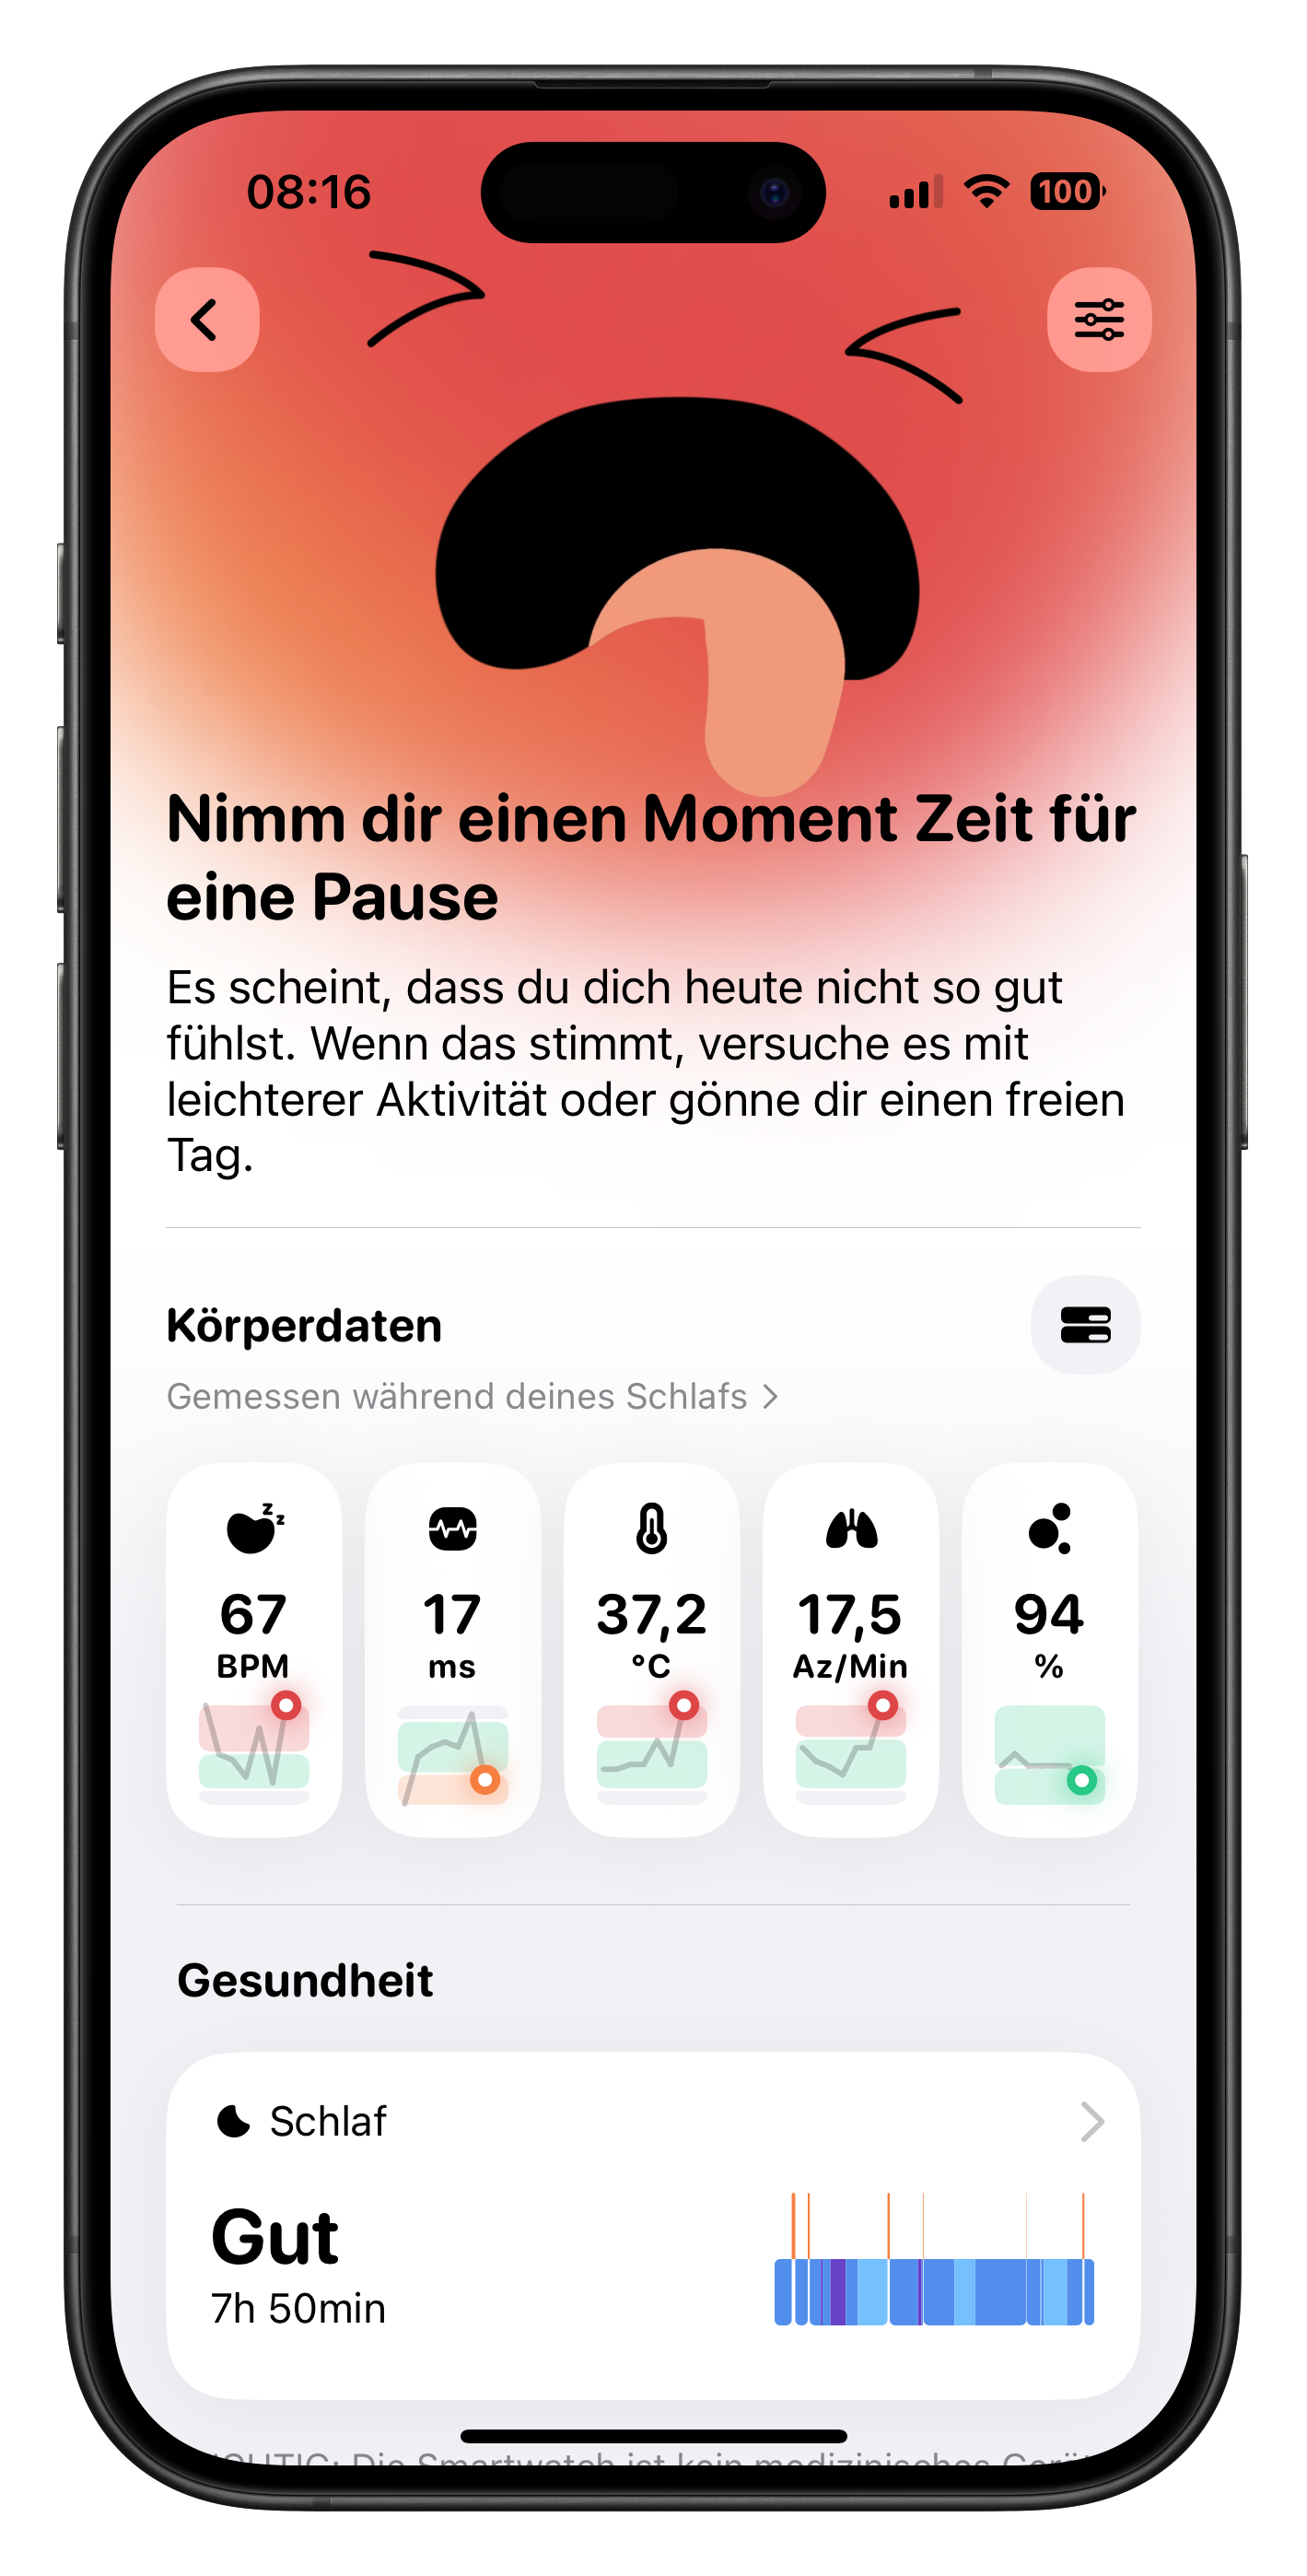 08:16
100
Nimm dir einen Moment Zeit für
eine Pause
Es scheint, dass du dich heute nicht so gut
fühlst. Wenn das stimmt, versuche es mit
leichterer Aktivität oder gönne dir einen freien
Tag.
Körperdaten
Gemessen während deines Schlafs
z z
67
BPM
17
ms
37,2
°C
17,5
Az/Min
94
%
Gesundheit
Schlaf
Gut
7h 50min
Die Smartwatch ist kein medizinisches